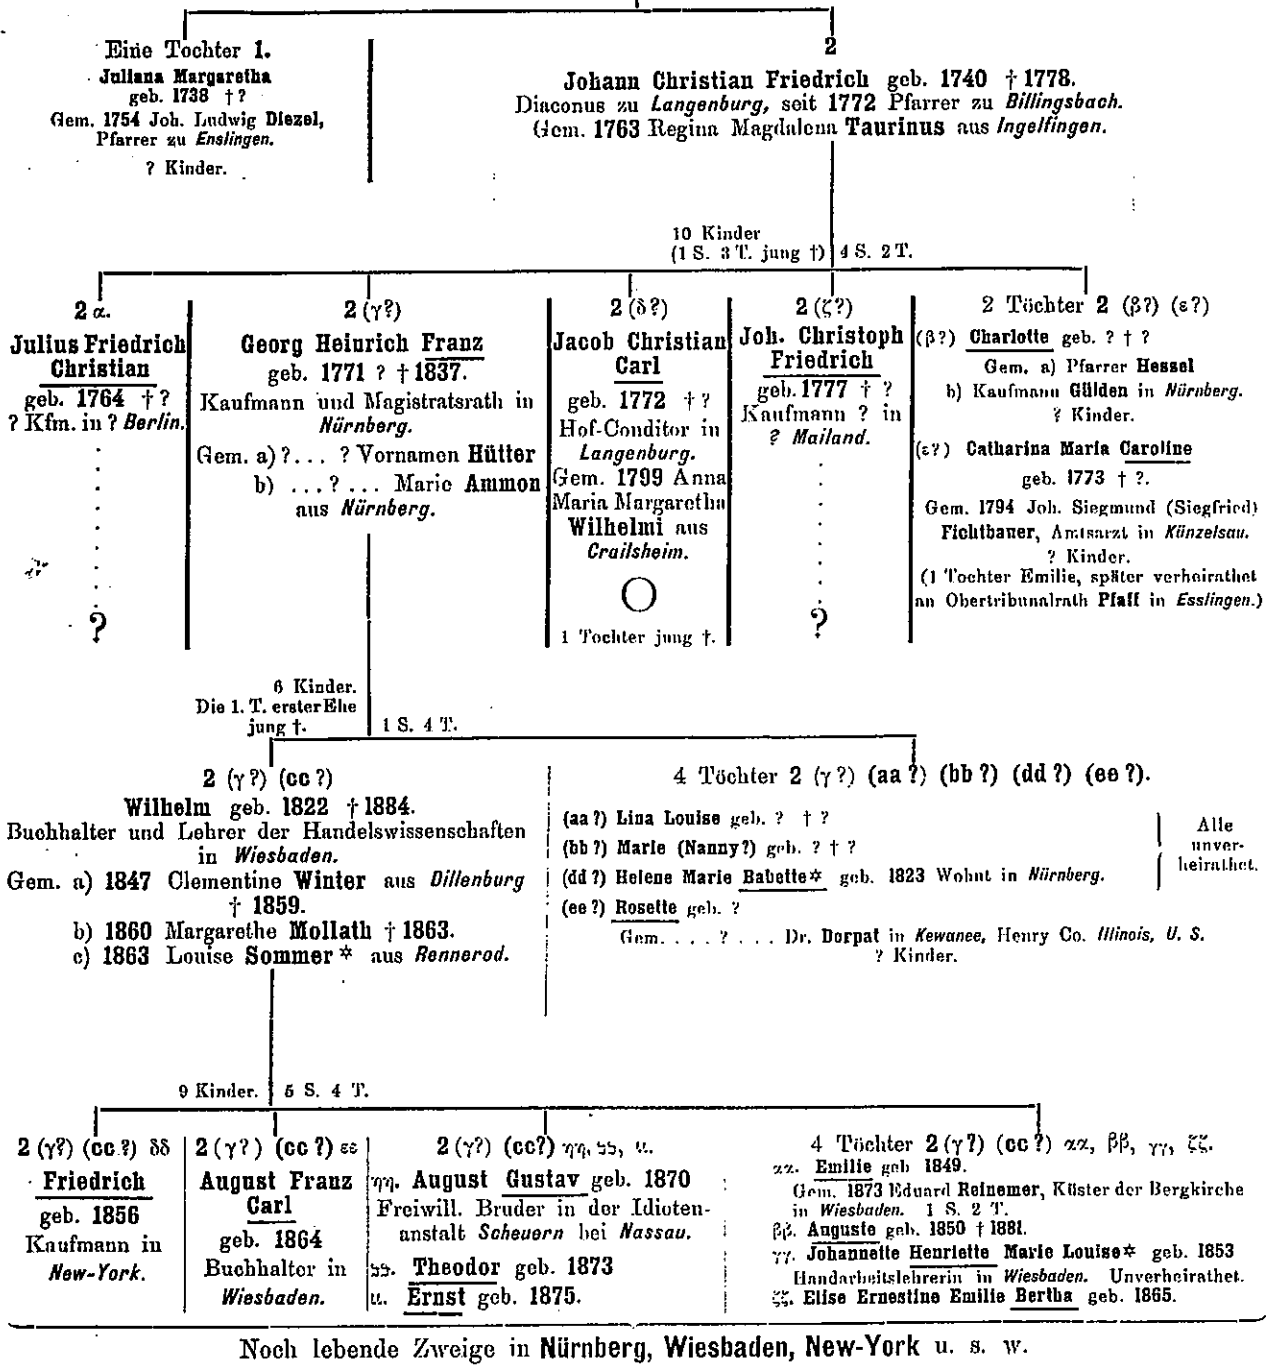 Eine Tochter 1.
Juliana Margaretha
geb. 1738 † ?
Gem. 1754 Joh. Ludwig Diezel,
Pfarrer zu Enslingen.
? Kinder.
2
Johann Christian Friedrich geb. 1740 † 1778.
Diaconus zu Langenburg, seit 1772 Pfarrer zu Billingsbach.
Gem. 1763 Regina Magdalena Taurinus aus Ingelfingen.
10 Kinder
(1 S. 3 T. jung †) 4 S. 2 T.
2 α.
Julius Friedrich
Christian
geb. 1764 † ?
? Kfm. in ? Berlin.
?
2 (γ?)
Georg Heinrich Franz
geb. 1771 ? † 1837.
Kaufmann und Magistratsrath in
Nürnberg.
Gem. a) ?... ? Vornamen Hütter
b) ...?... Marie Ammon
aus Nürnberg.
2 (δ?)
Jacob Christian
Carl
geb. 1772 † ?
Hof-Conditor in
Langenburg.
Gem. 1799 Anna
Maria Margaretha
Wilhelmi aus
Crailsheim.
1 Tochter jung †.
2 (ζ?)
Joh. Christoph
Friedrich
geb. 1777 † ?
Kaufmann ? in
? Mailand.
?
2 Töchter 2 (β?) (ε?)
(β?) Charlotte geb. ? † ?
Gem. a) Pfarrer Hessel
b) Kaufmann Gülden in Nürnberg.
? Kinder.
(ε?) Catharina Maria Caroline
geb. 1773 † ?.
Gem. 1794 Joh. Siegmund (Siegfried)
Fichtbauer, Amtsarzt in Künzelsau.
? Kinder.
(1 Tochter Emilie, später verheirathet
an Obertribunalrath Pfaff in Esslingen.)
6 Kinder.
Die 1. T. erster Ehe
jung †. 1 S. 4 T.
2 (γ?) (cc?)
Wilhelm geb. 1822 † 1884.
Buchhalter und Lehrer der Handelswissenschaften
in Wiesbaden.
Gem. a) 1847 Clementine Winter aus Dillenburg
† 1859.
b) 1860 Margarethe Mollath † 1863.
c) 1863 Louise Sommer * aus Rennerod.
4 Töchter 2 (γ?) (aa?) (bb?) (dd?) (ee?).
(aa?) Lina Louise geb. ? † ?
(bb?) Marie (Nanny?) geb. ? † ?
(dd?) Helene Marie Babette* geb. 1823 Wohnt in Nürnberg.
Alle
unver-
heirathet.
(ee?) Rosette geb. ?
Gem. . . . ? . . . Dr. Dorpat in Kewanee, Henry Co. Illinois, U. S.
? Kinder.
9 Kinder. 5 S. 4 T.
2 (γ?) (cc?) δδ
Friedrich
geb. 1856
Kaufmann in
New-York.
2 (γ?) (cc?) εε
August Franz
Carl
geb. 1864
Buchhalter in
Wiesbaden.
2 (γ?) (cc?) ηη, ϑϑ, ιι.
ηη. August Gustav geb. 1870
Freiwill. Bruder in der Idioten-
anstalt Scheuern bei Nassau.
ϑϑ. Theodor geb. 1873
ιι. Ernst geb. 1875.
4 Töchter 2 (γ?) (cc?) αα, ββ, γγ, ζζ.
αα. Emilie geb 1849.
Gem. 1873 Eduard Reinemer, Küster der Bergkirche
in Wiesbaden. 1 S. 2 T.
ββ. Auguste geb. 1850 † 1881.
γγ. Johannette Henriette Marie Louise* geb. 1853
Handarbeitslehrerin in Wiesbaden. Unverheirathet.
ζζ. Elise Ernestine Emilie Bertha geb. 1865.
Noch lebende Zweige in Nürnberg, Wiesbaden, New-York u. s. w.